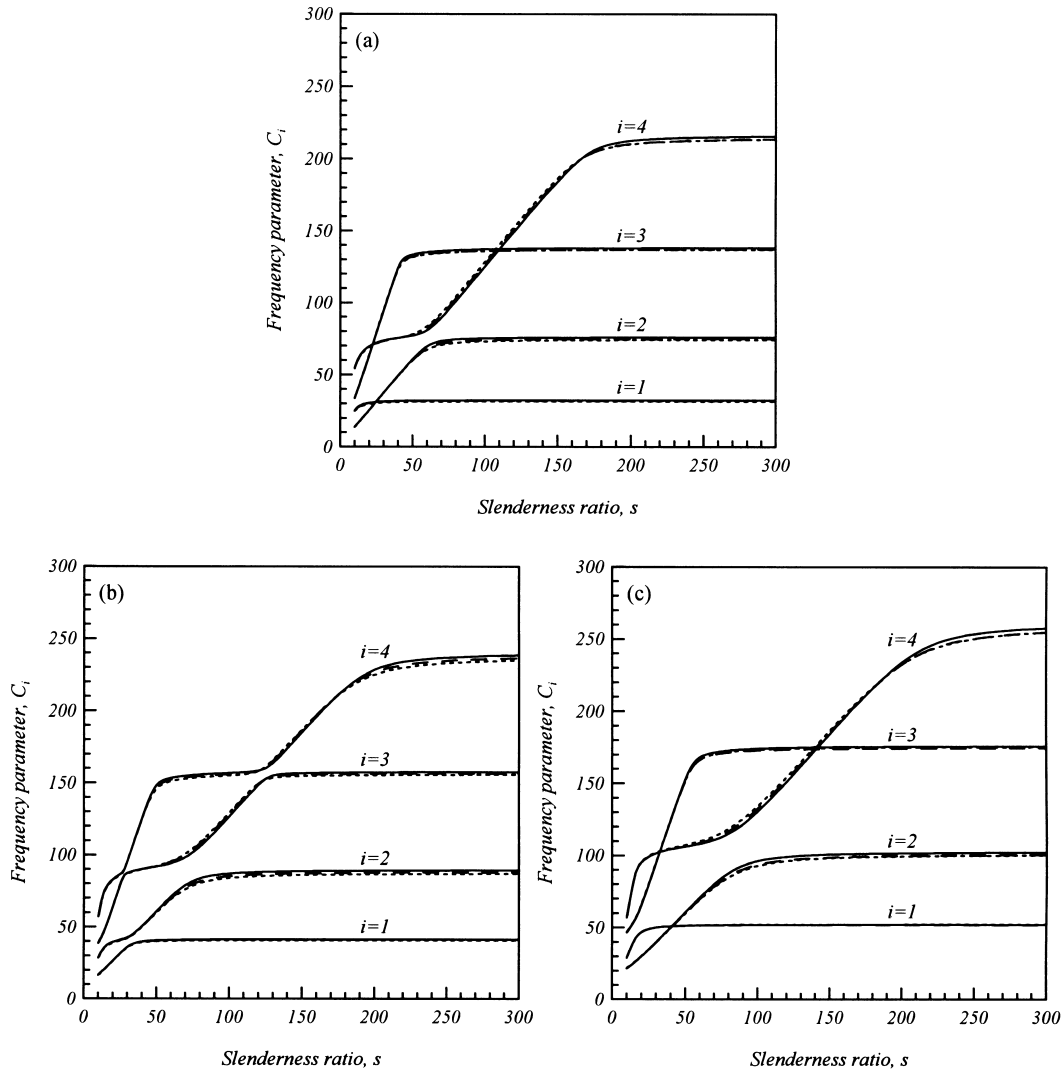 (a)
300
250
200
150
100
50
0
Frequency parameter, Ci
i=4
i=3
i=2
i=1
0 50 100 150 200 250 300
Slenderness ratio, s
(b)
300
250
200
150
100
50
0
Frequency parameter, Ci
i=4
i=3
i=2
i=1
0 50 100 150 200 250 300
Slenderness ratio, s
(c)
300
250
200
150
100
50
0
Frequency parameter, Ci
i=4
i=3
i=2
i=1
0 50 100 150 200 250 300
Slenderness ratio, s